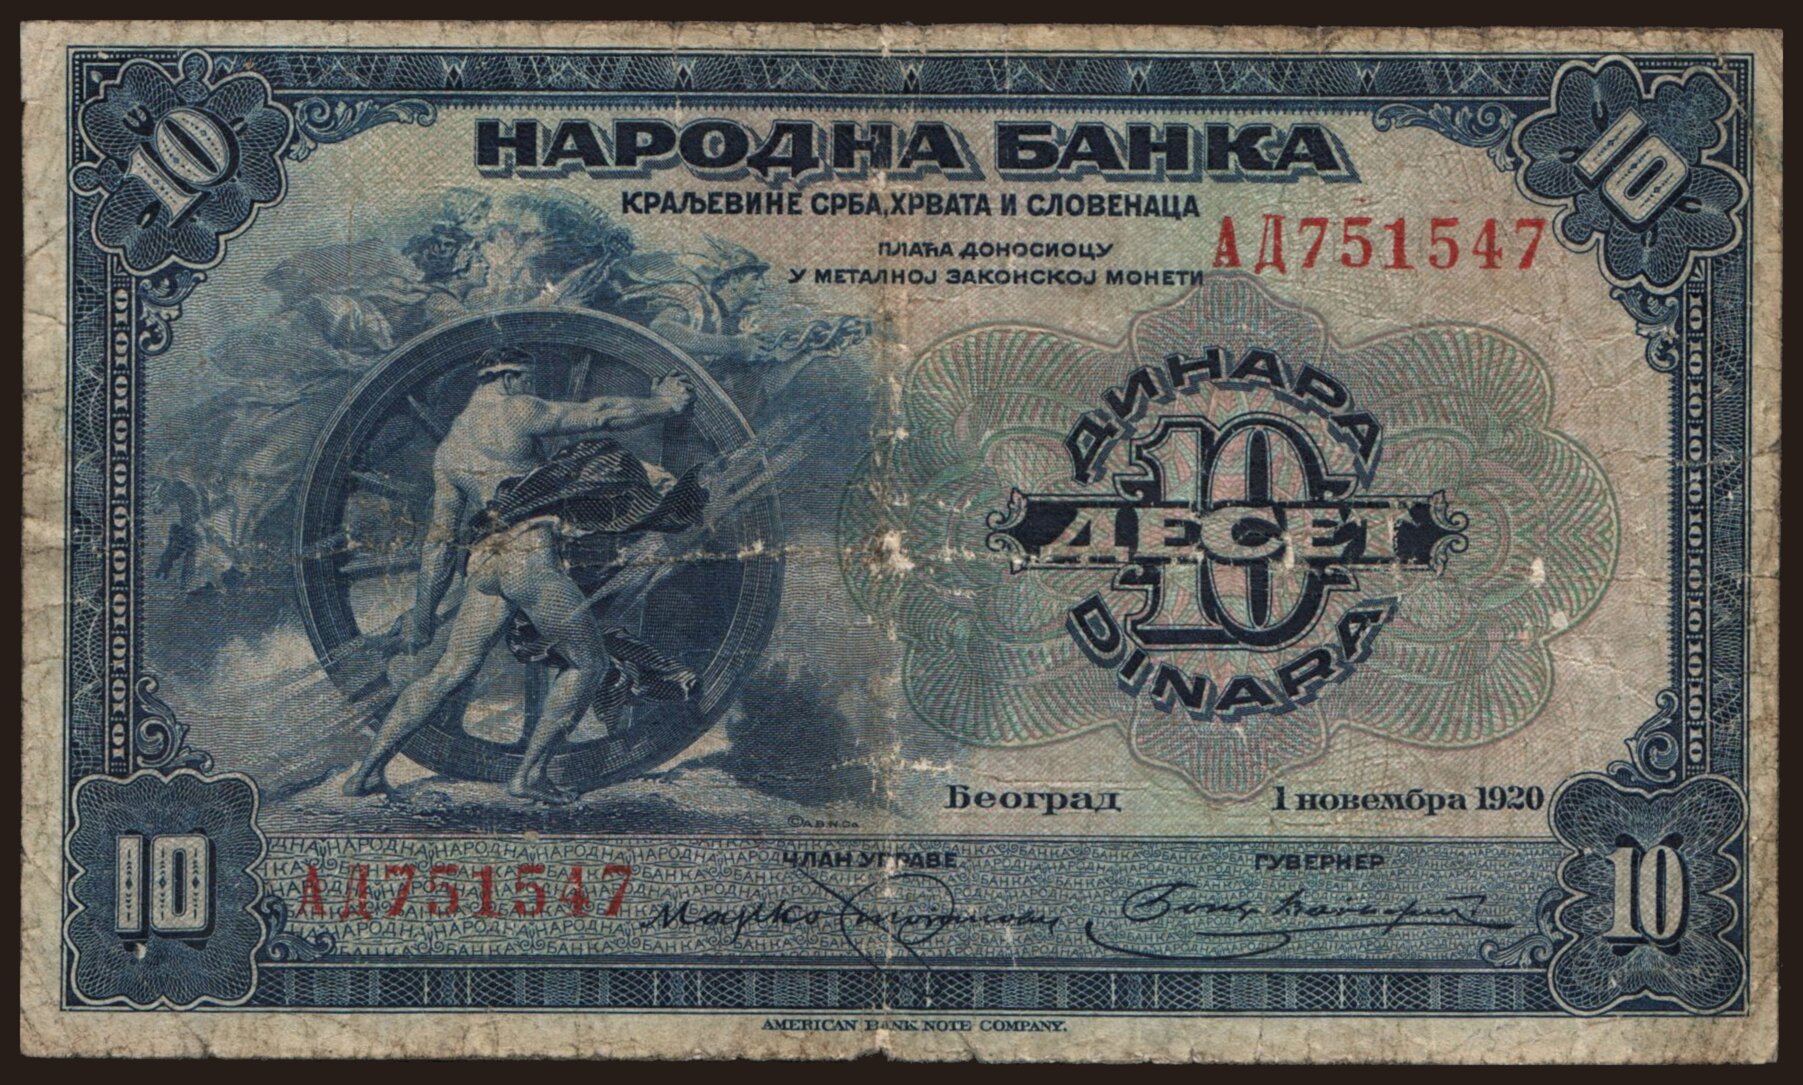 10
10
НАРОДНА БАНКА
КРАЉЕВИНЕ СРБА, ХРВАТА И СЛОВЕНАЦА
ПЛАЋА ДОНОСИОЦУ
У МЕТАЛНОЈ ЗАКОНСКОЈ МОНЕТИ
АД751547
ДИНАРА
10
ДЕСЕТ
DINARA
Београд
1 новембра 1920
©A.B.N.Co.
ЧЛАН УПРАВЕ
ГУВЕРНЕР
АД751547
10
10
AMERICAN BANK NOTE COMPANY.